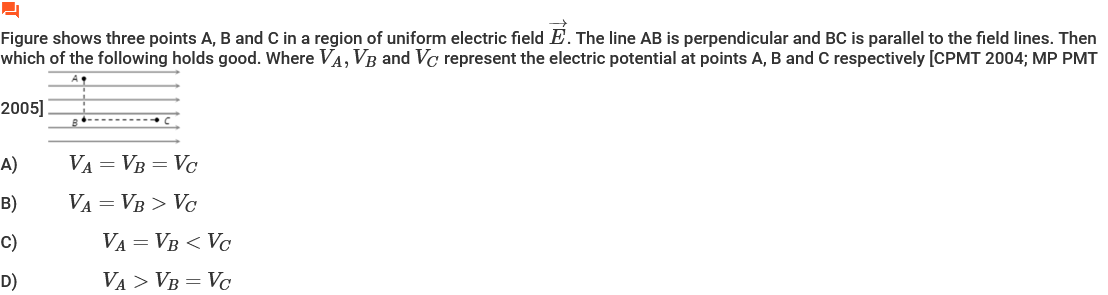 Figure shows three points A, B and C in a region of uniform electric field \overrightarrow{E}. The line AB is perpendicular and BC is parallel to the field lines. Then
which of the following holds good. Where V_A, V_B and V_C represent the electric potential at points A, B and C respectively [CPMT 2004; MP PMT
2005]
A
B
C
A) V_A = V_B = V_C
B) V_A = V_B > V_C
C) V_A = V_B < V_C
D) V_A > V_B = V_C